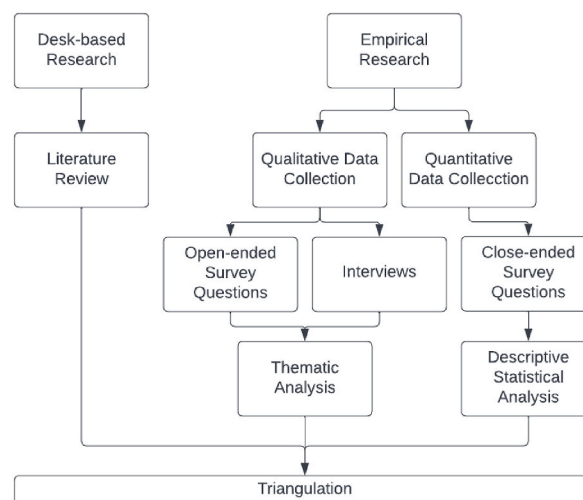 Desk-based
Research
Empirical
Research
Literature
Review
Qualitative Data
Collection
Quantitative
Data Collecction
Open-ended
Survey
Questions
Interviews
Close-ended
Survey
Questions
Thematic
Analysis
Descriptive
Statistical
Analysis
Triangulation